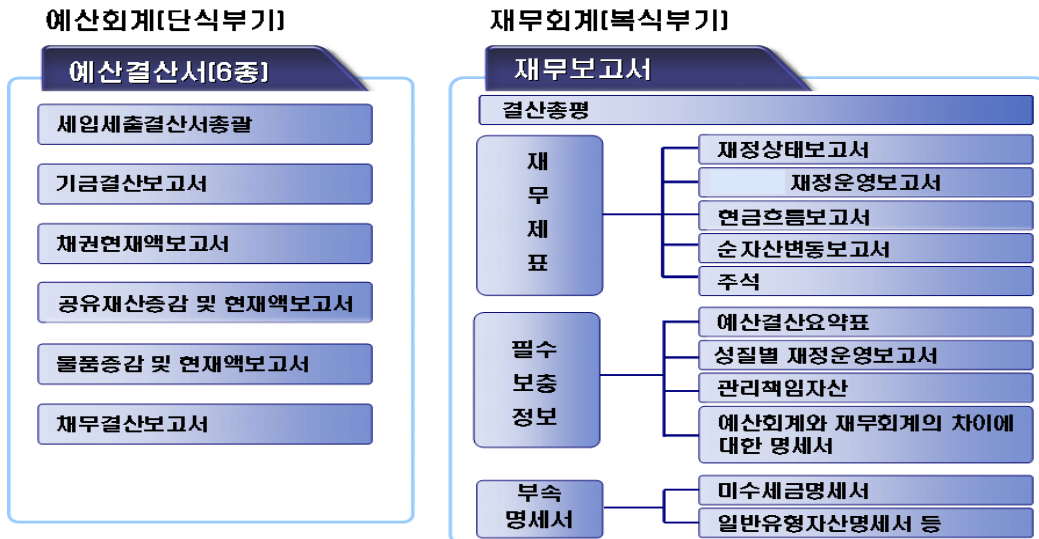 예산회계(단식부기)
예산결산서(6종)
세입세출결산서총괄
기금결산보고서
채권현재액보고서
공유재산증감 및 현재액보고서
물품증감 및 현재액보고서
채무결산보고서
재무회계(복식부기)
재무보고서
결산총평
재
무
제
표
재정상태보고서
재정운영보고서
현금흐름보고서
순자산변동보고서
주석
필수
보충
정보
예산결산요약표
성질별 재정운영보고서
관리책임자산
예산회계와 재무회계의 차이에
대한 명세서
부속
명세서
미수세금명세서
일반유형자산명세서 등